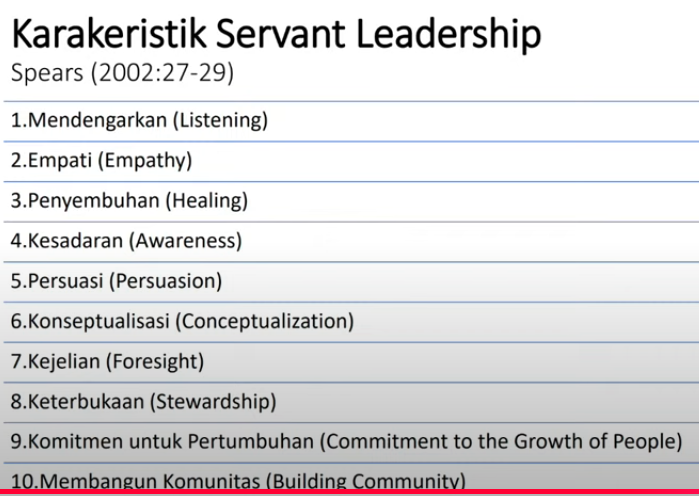 Karakeristik Servant Leadership
Spears (2002:27-29)
1.Mendengarkan (Listening)
2.Empati (Empathy)
3.Penyembuhan (Healing)
4.Kesadaran (Awareness)
5.Persuasi (Persuasion)
6.Konseptualisasi (Conceptualization)
7.Kejelian (Foresight)
8.Keterbukaan (Stewardship)
9.Komitmen untuk Pertumbuhan (Commitment to the Growth of People)
10.Membangun Komunitas (Building Community)